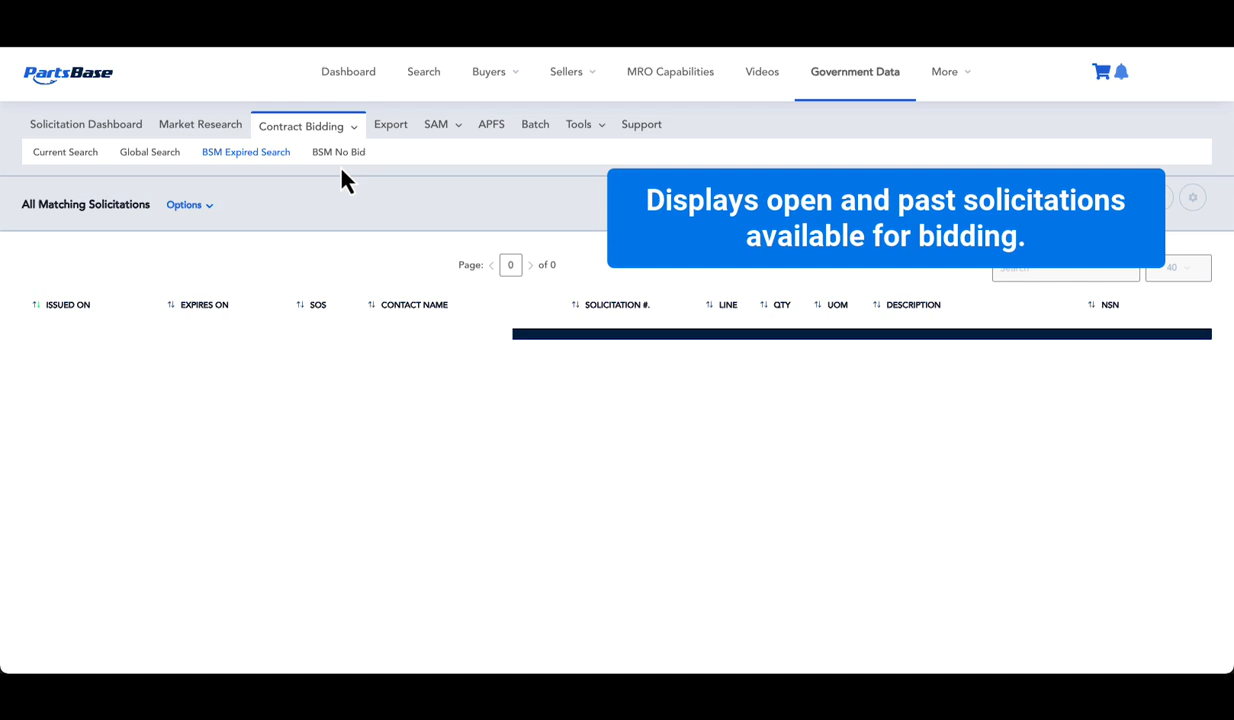 PartsBase
Dashboard Search Buyers Sellers MRO Capabilities Videos Government Data More
Solicitation Dashboard Market Research Contract Bidding Export SAM APFS Batch Tools Support
Current Search Global Search BSM Expired Search BSM No Bid
All Matching Solicitations Options
Displays open and past solicitations
available for bidding.
Page: 0 of 0
Search 40
ISSUED ON EXPIRES ON SOS CONTACT NAME SOLICITATION #. LINE QTY UOM DESCRIPTION NSN